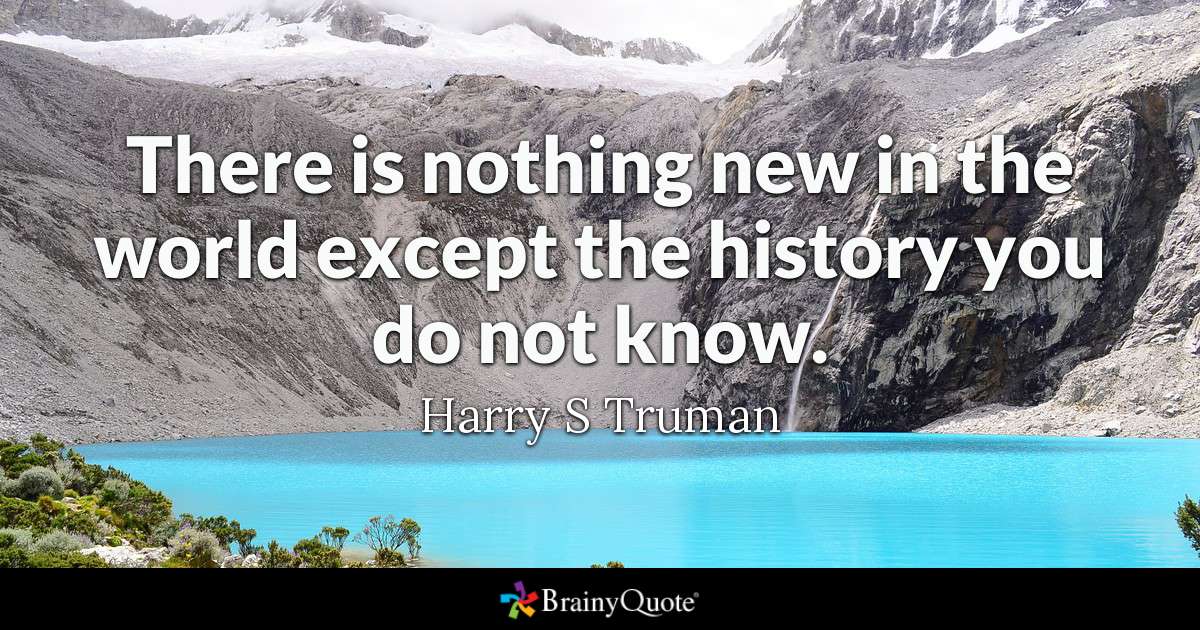 There is nothing new in the
world except the history you
do not know.
Harry S Truman
BrainyQuote®